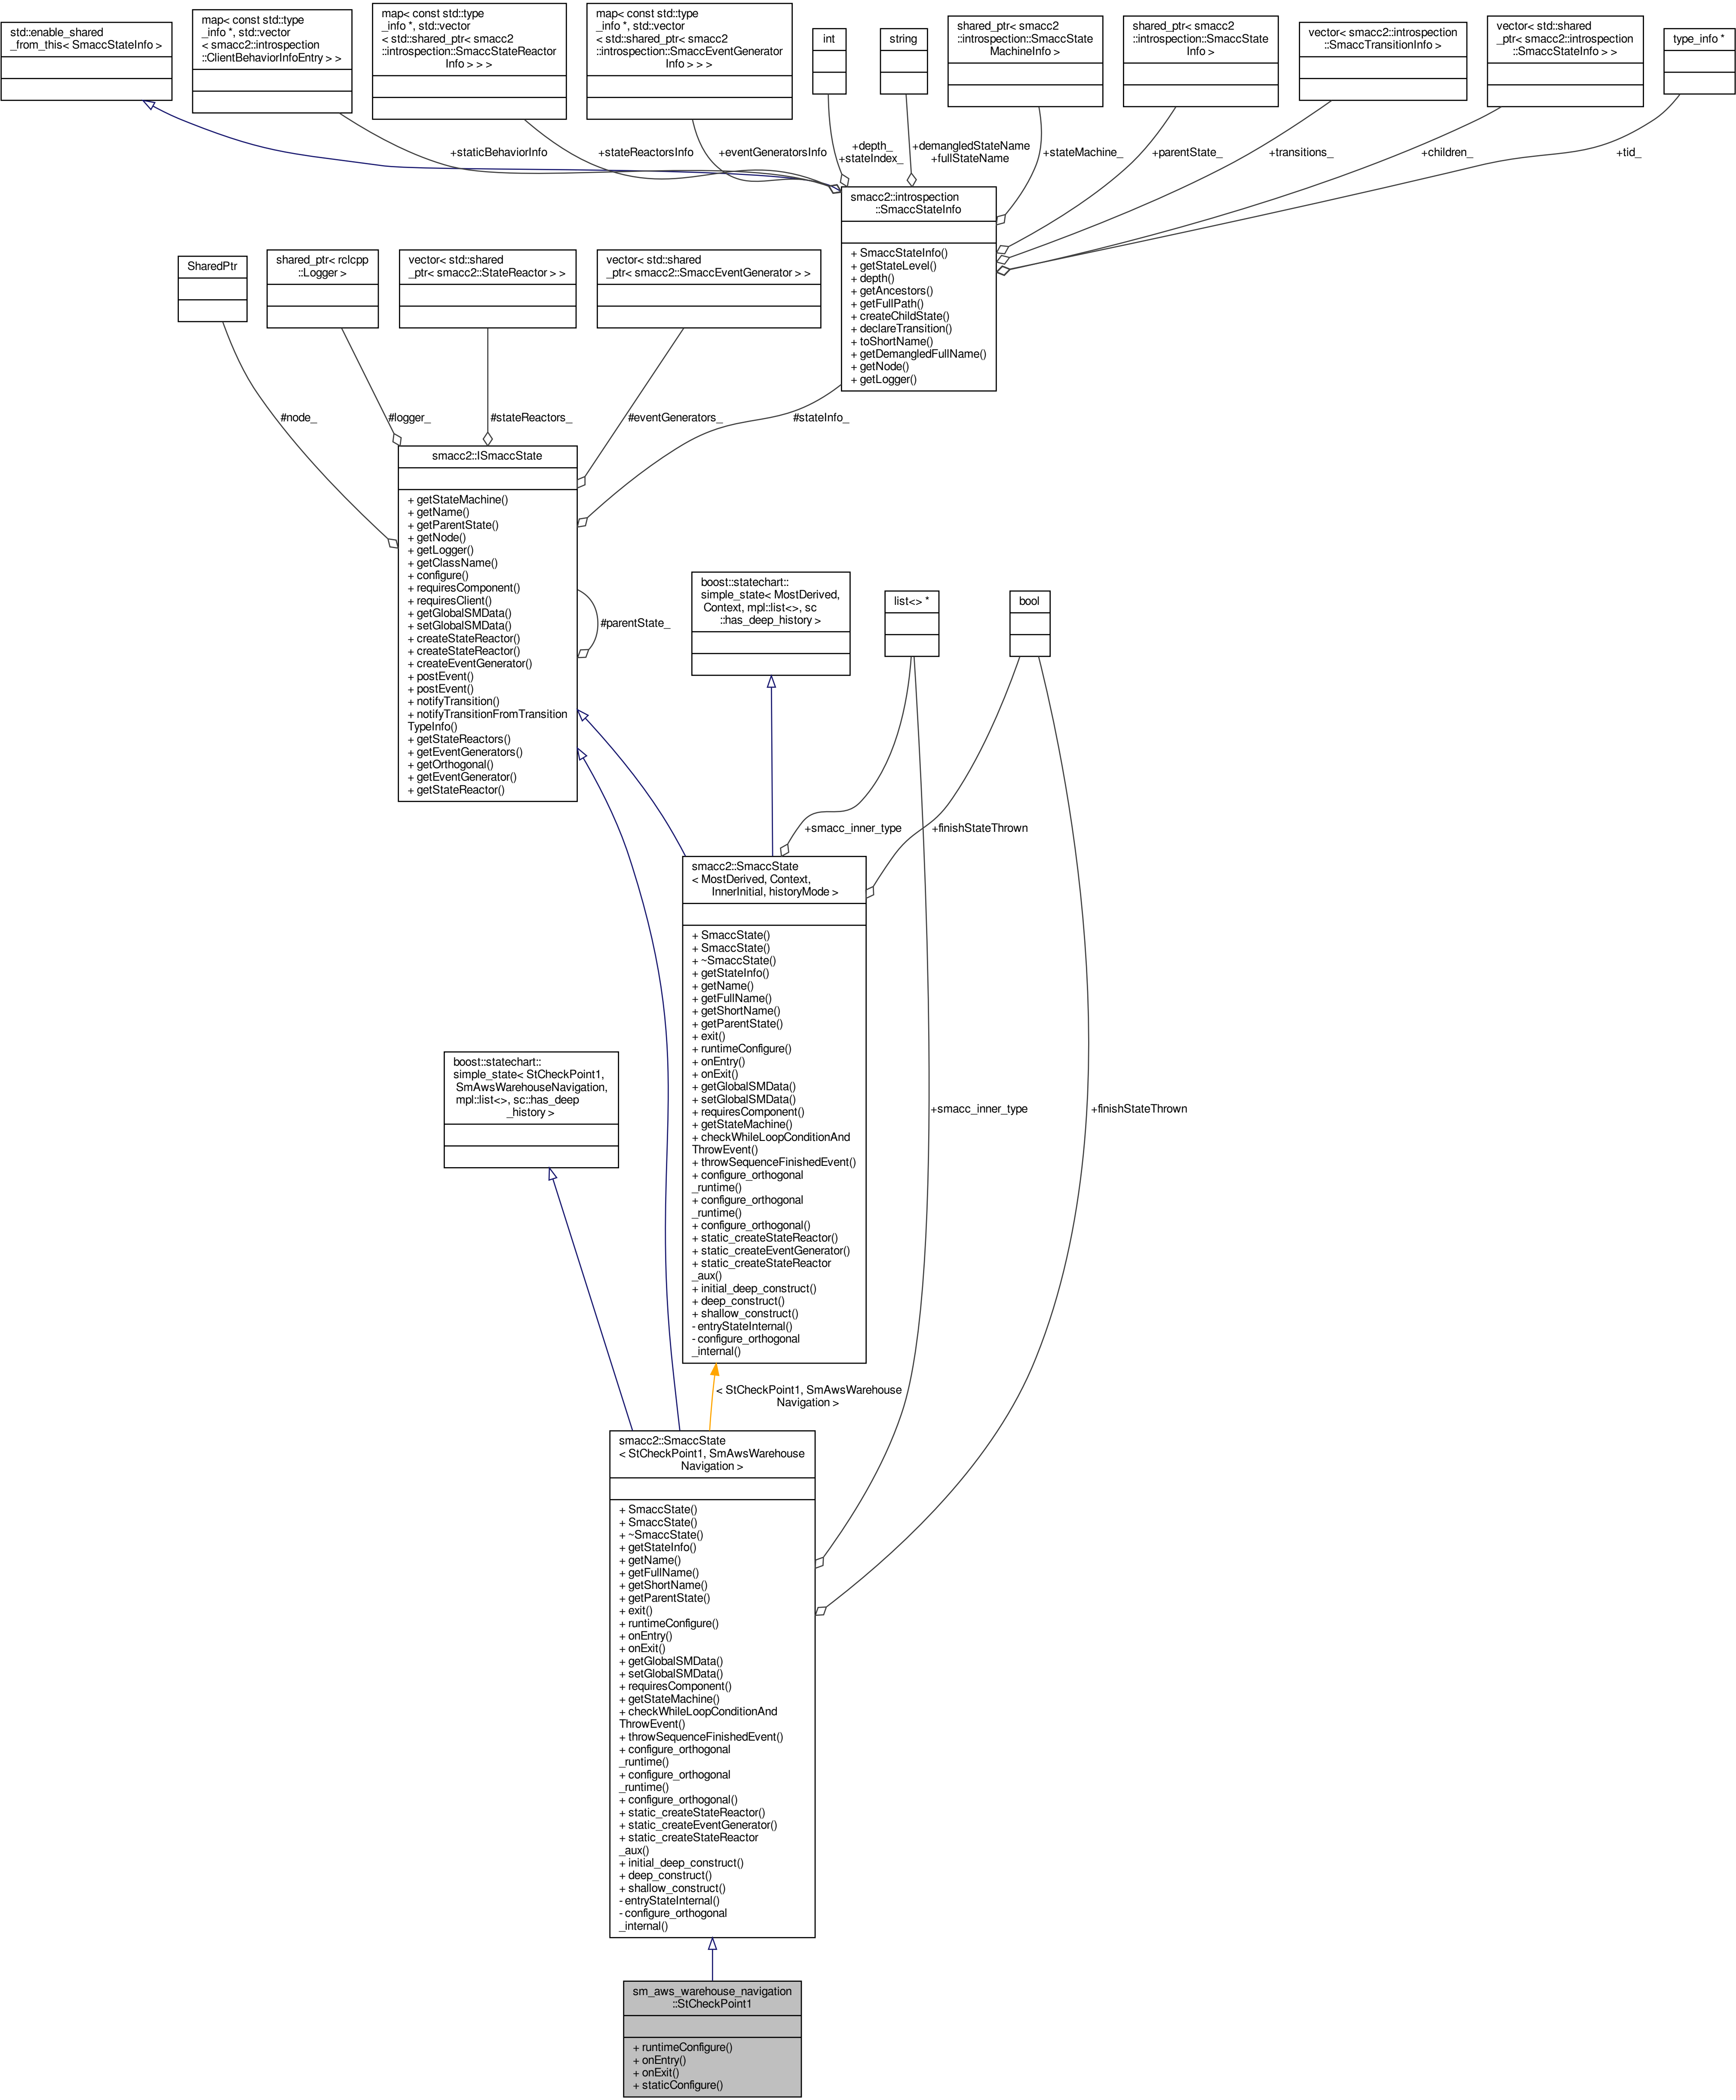 std::enable_shared
_from_this< SmaccStateInfo >
map< const std::type
_info *, std::vector
< smacc2::introspection
::ClientBehaviorInfoEntry > >
map< const std::type
_info *, std::vector
< std::shared_ptr< smacc2
::introspection::SmaccStateReactor
Info > > >
map< const std::type
_info *, std::vector
< std::shared_ptr< smacc2
::introspection::SmaccEventGenerator
Info > > >
int
string
shared_ptr< smacc2
::introspection::SmaccState
MachineInfo >
shared_ptr< smacc2
::introspection::SmaccState
Info >
vector< smacc2::introspection
::SmaccTransitionInfo >
vector< std::shared
_ptr< smacc2::introspection
::SmaccStateInfo > >
type_info *
+staticBehaviorInfo
+stateReactorsInfo
+eventGeneratorsInfo
+depth_
+stateIndex_
+demangledStateName
+fullStateName
+stateMachine_
+parentState_
+transitions_
+children_
+tid_
smacc2::introspection
::SmaccStateInfo
+ SmaccStateInfo()
+ getStateLevel()
+ depth()
+ getAncestors()
+ getFullPath()
+ createChildState()
+ declareTransition()
+ toShortName()
+ getDemangledFullName()
+ getNode()
+ getLogger()
SharedPtr
shared_ptr< rclcpp
::Logger >
vector< std::shared
_ptr< smacc2::StateReactor > >
vector< std::shared
_ptr< smacc2::SmaccEventGenerator > >
#node_
#logger_
#stateReactors_
#eventGenerators_
#stateInfo_
smacc2::ISmaccState
+ getStateMachine()
+ getName()
+ getParentState()
+ getNode()
+ getLogger()
+ getClassName()
+ configure()
+ requiresComponent()
+ requiresClient()
+ getGlobalSMData()
+ setGlobalSMData()
+ createStateReactor()
+ createStateReactor()
+ createEventGenerator()
+ postEvent()
+ postEvent()
+ notifyTransition()
+ notifyTransitionFromTransition
TypeInfo()
+ getStateReactors()
+ getEventGenerators()
+ getOrthogonal()
+ getEventGenerator()
+ getStateReactor()
#parentState_
boost::statechart::
simple_state< MostDerived,
Context, mpl::list<>, sc
::has_deep_history >
list<> *
bool
+smacc_inner_type
+finishStateThrown
smacc2::SmaccState
< MostDerived, Context,
InnerInitial, historyMode >
+ SmaccState()
+ SmaccState()
+ ~SmaccState()
+ getStateInfo()
+ getName()
+ getFullName()
+ getShortName()
+ getParentState()
+ exit()
+ runtimeConfigure()
+ onEntry()
+ onExit()
+ getGlobalSMData()
+ setGlobalSMData()
+ requiresComponent()
+ getStateMachine()
+ checkWhileLoopConditionAnd
ThrowEvent()
+ throwSequenceFinishedEvent()
+ configure_orthogonal
_runtime()
+ configure_orthogonal
_runtime()
+ configure_orthogonal()
+ static_createStateReactor()
+ static_createEventGenerator()
+ static_createStateReactor
_aux()
+ initial_deep_construct()
+ deep_construct()
+ shallow_construct()
- entryStateInternal()
- configure_orthogonal
_internal()
boost::statechart::
simple_state< StCheckPoint1,
SmAwsWarehouseNavigation,
mpl::list<>, sc::has_deep
_history >
+smacc_inner_type
+finishStateThrown
< StCheckPoint1, SmAwsWarehouse
Navigation >
smacc2::SmaccState
< StCheckPoint1, SmAwsWarehouse
Navigation >
+ SmaccState()
+ SmaccState()
+ ~SmaccState()
+ getStateInfo()
+ getName()
+ getFullName()
+ getShortName()
+ getParentState()
+ exit()
+ runtimeConfigure()
+ onEntry()
+ onExit()
+ getGlobalSMData()
+ setGlobalSMData()
+ requiresComponent()
+ getStateMachine()
+ checkWhileLoopConditionAnd
ThrowEvent()
+ throwSequenceFinishedEvent()
+ configure_orthogonal
_runtime()
+ configure_orthogonal
_runtime()
+ configure_orthogonal()
+ static_createStateReactor()
+ static_createEventGenerator()
+ static_createStateReactor
_aux()
+ initial_deep_construct()
+ deep_construct()
+ shallow_construct()
- entryStateInternal()
- configure_orthogonal
_internal()
sm_aws_warehouse_navigation
::StCheckPoint1
+ runtimeConfigure()
+ onEntry()
+ onExit()
+ staticConfigure()